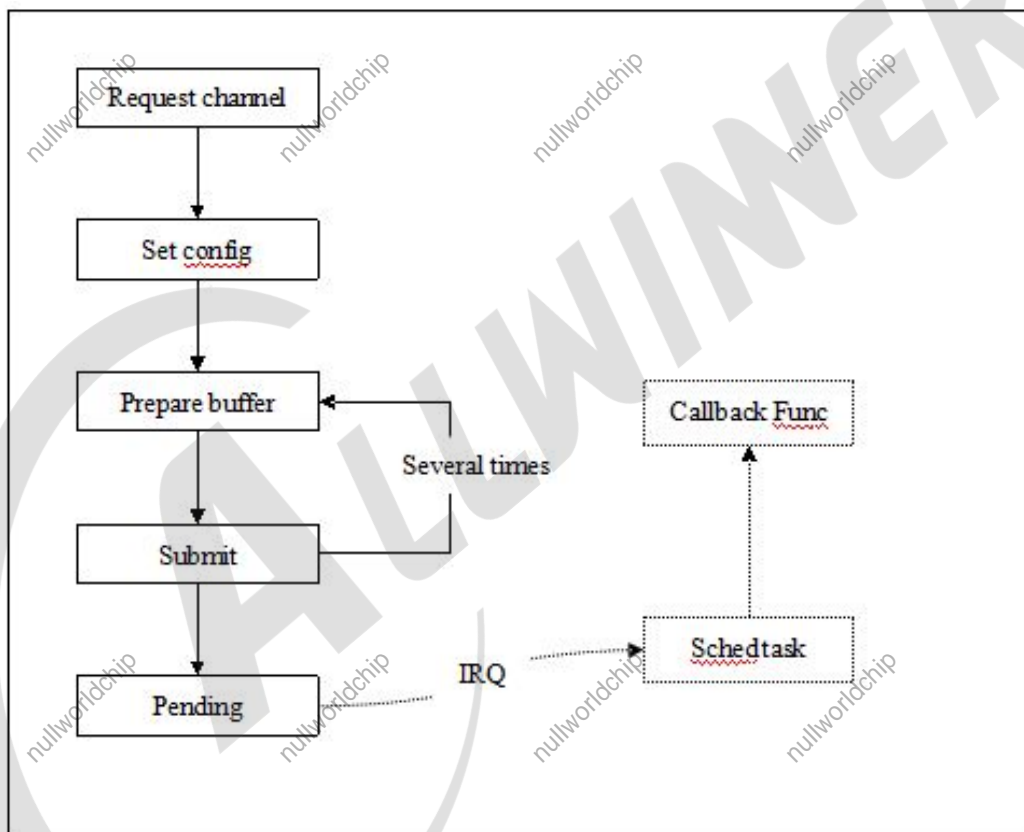 Request channel
Set config
Prepare buffer
Several times
Submit
Pending
IRQ
Callback Func
Schedtask
ALLWINNER
nullworldchip
nullworldchip
nullworldchip
nullworldchip
nullworldchip
nullworldchip
nullworldchip
nullworldchip